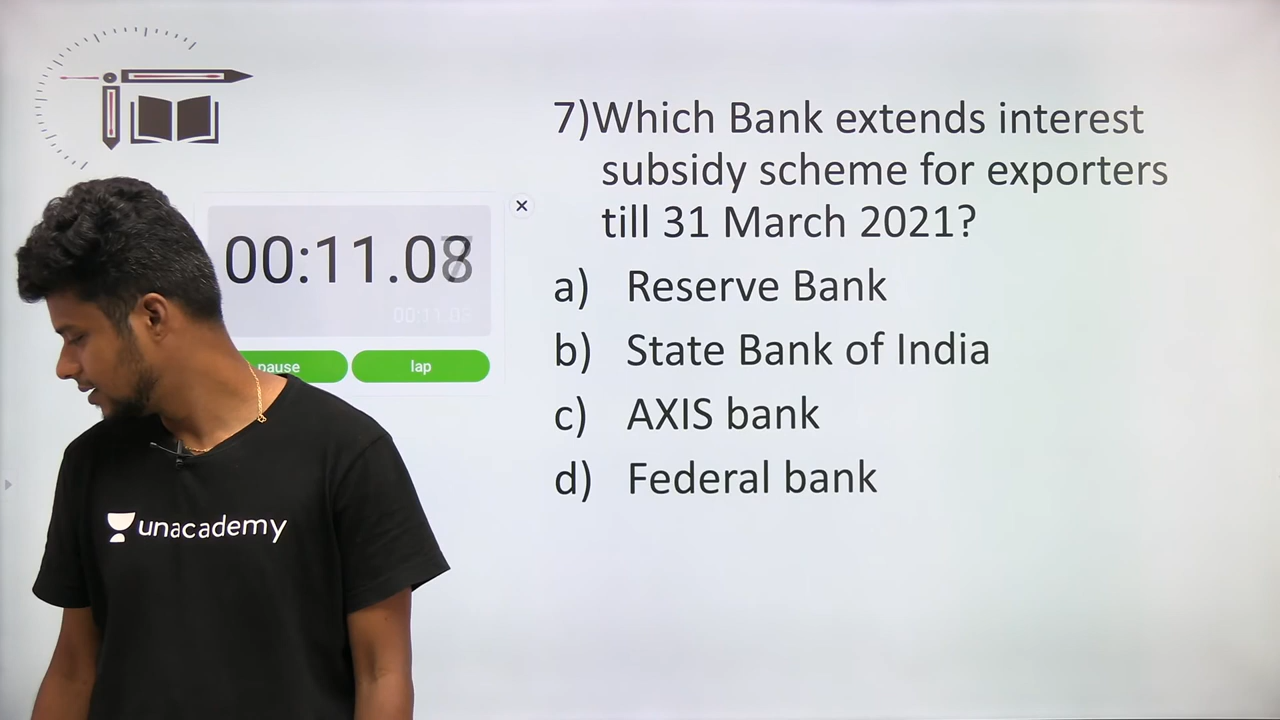 7)Which Bank extends interest
subsidy scheme for exporters
till 31 March 2021?
00:11.08
pause
lap
a) Reserve Bank
b) State Bank of India
c) AXIS bank
d) Federal bank
unacademy